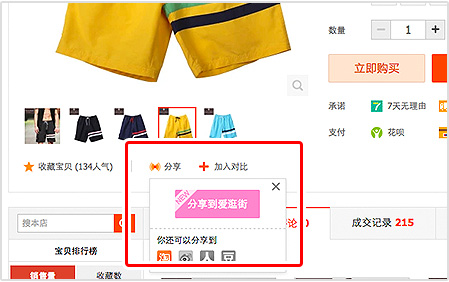 数量
1
立即购买
承诺 7天无理由
支付 花呗
收藏宝贝 (134人气)
分享
加入对比
NEW
分享到爱逛街
搜本店
成交记录 215
你还可以分享到
淘 人 豆
宝贝排行榜
销售量 收藏数